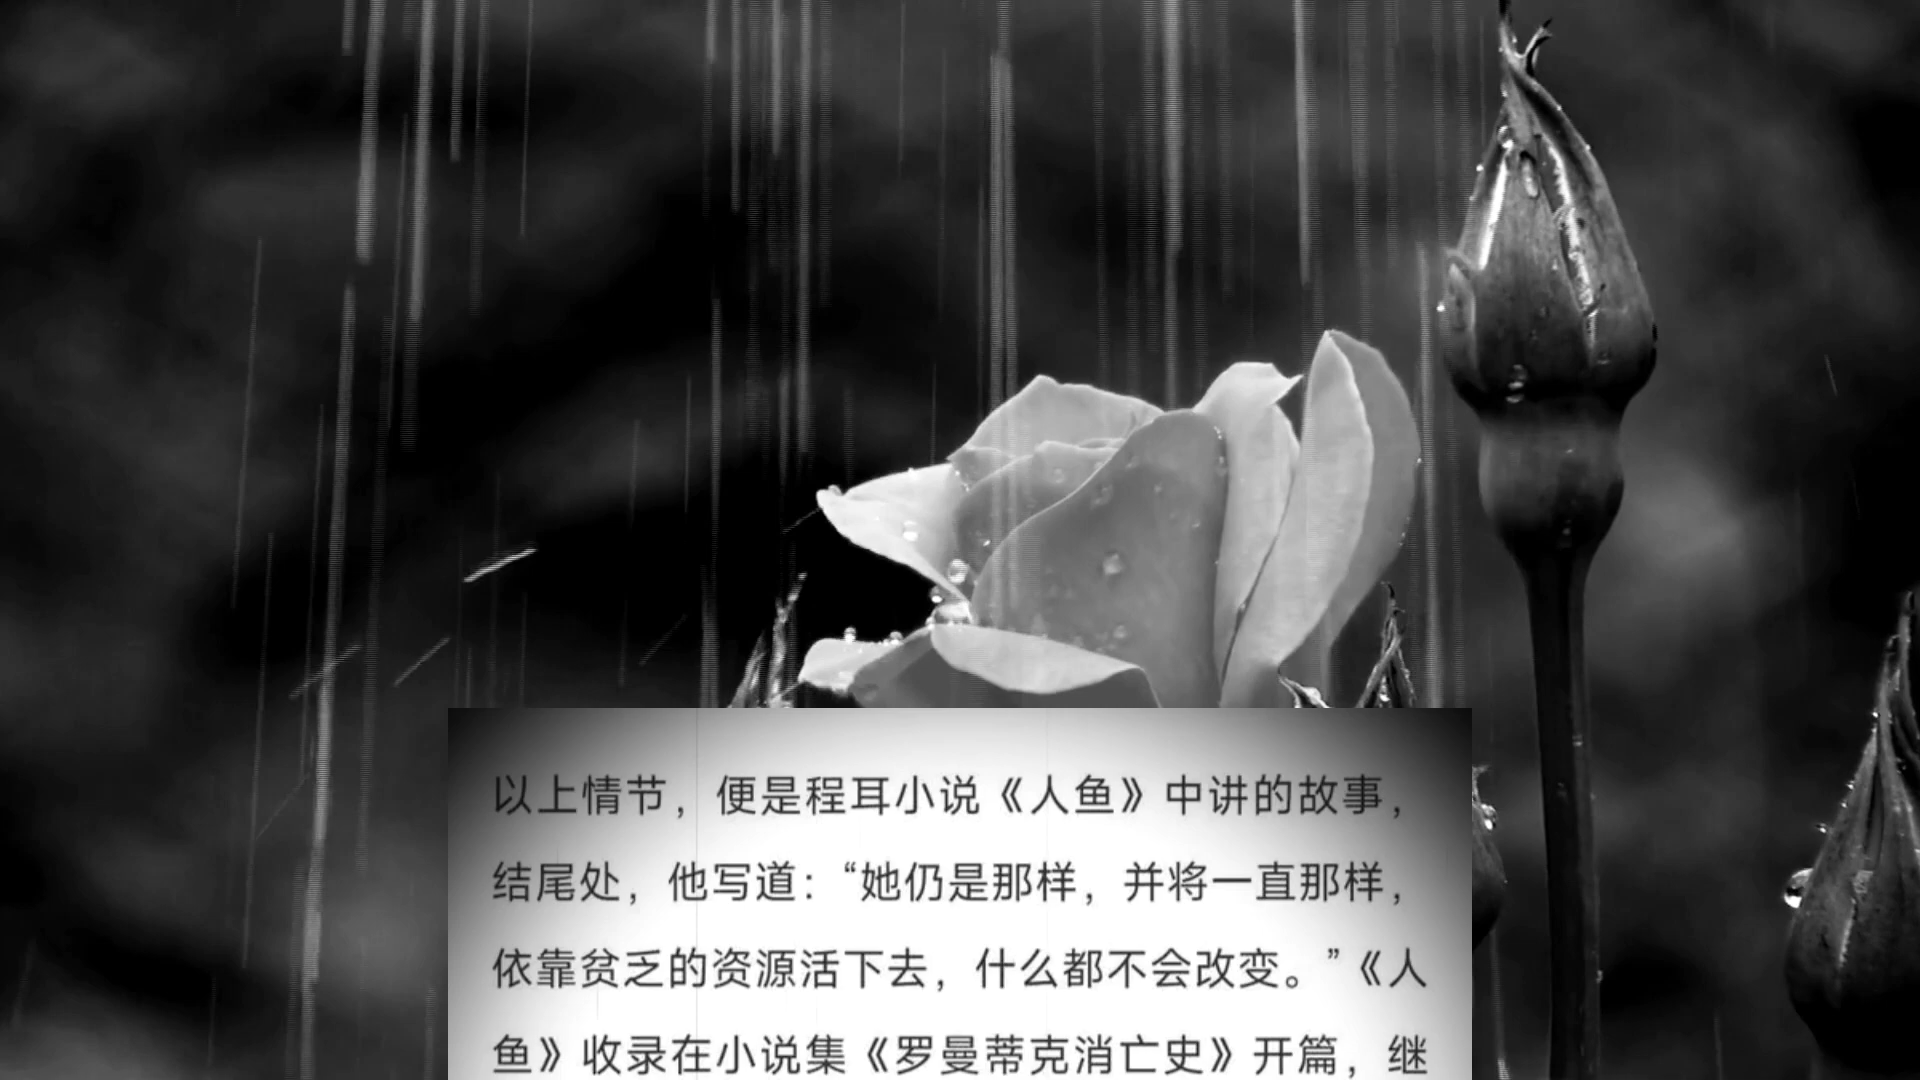 以上情节，便是程耳小说《人鱼》中讲的故事，
结尾处，他写道：“她仍是那样，并将一直那样，
依靠贫乏的资源活下去，什么都不会改变。”《人
鱼》收录在小说集《罗曼蒂克消亡史》开篇，继